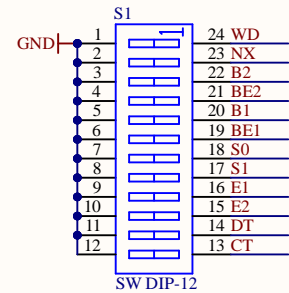 S1
GND 1 1 24 WD
2 23 NX
3 22 B2
4 21 BE2
5 20 B1
6 19 BE1
7 18 S0
8 17 S1
9 16 E1
10 15 E2
11 14 DT
12 13 CT
SW DIP-12